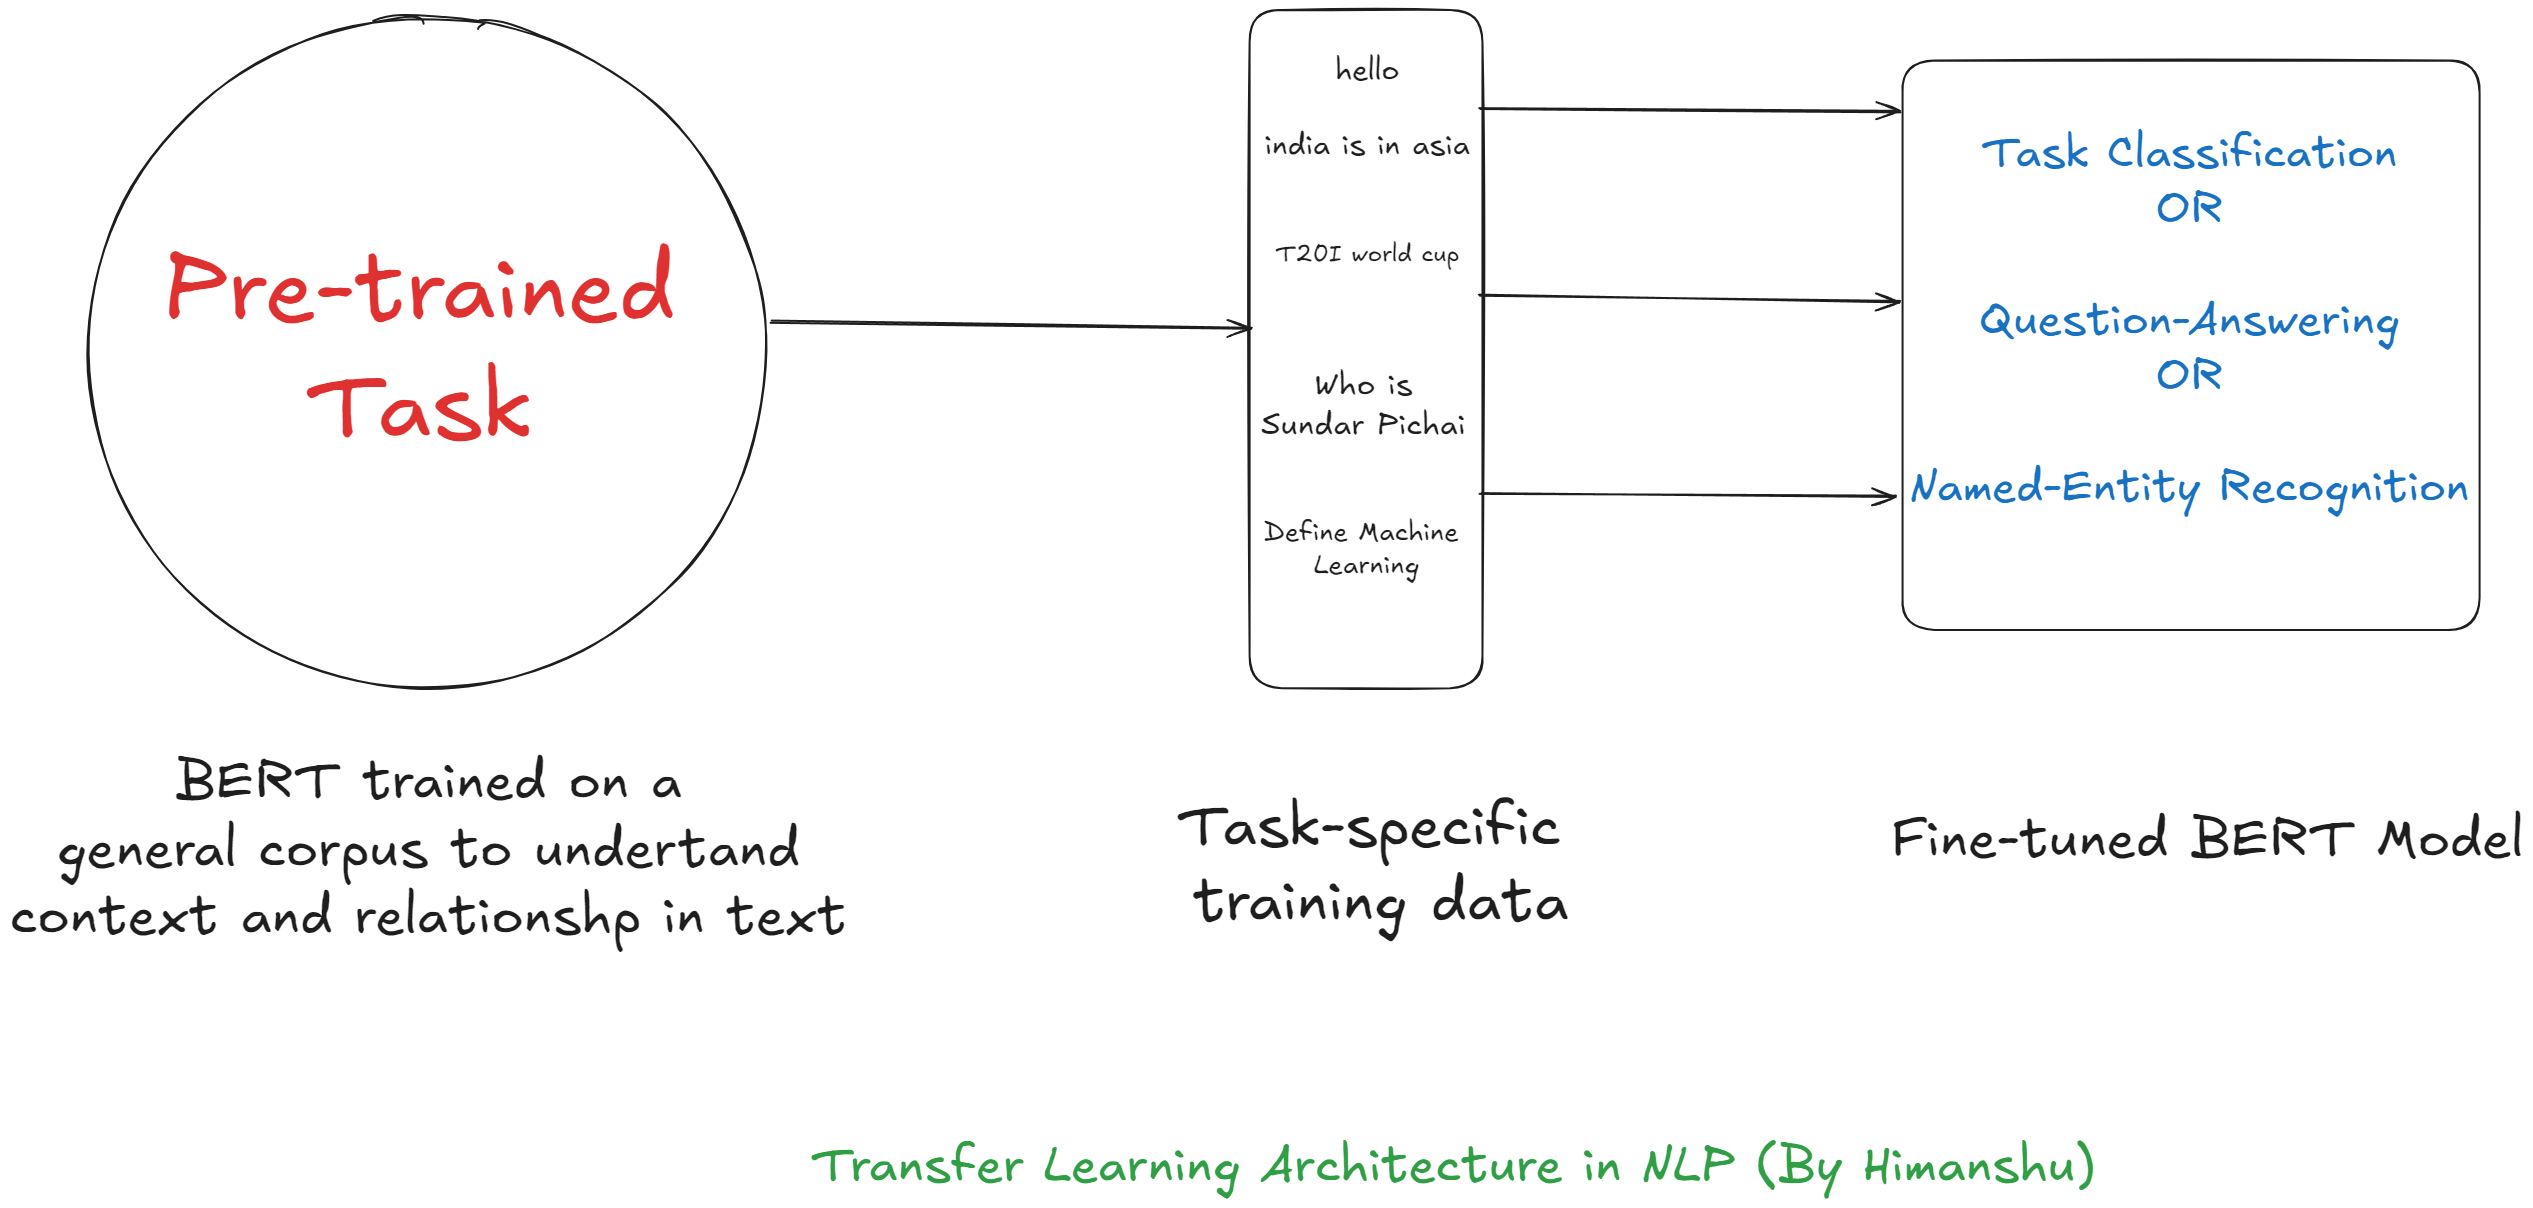 Pre-trained
Task
hello
india is in asia
T20I world cup
Who is
Sundar Pichai
Define Machine
Learning
Task Classification
OR
Question-Answering
OR
Named-Entity Recognition
BERT trained on a
general corpus to undertand
context and relationshp in text
Task-specific
training data
Fine-tuned BERT Model
Transfer Learning Architecture in NLP (By Himanshu)